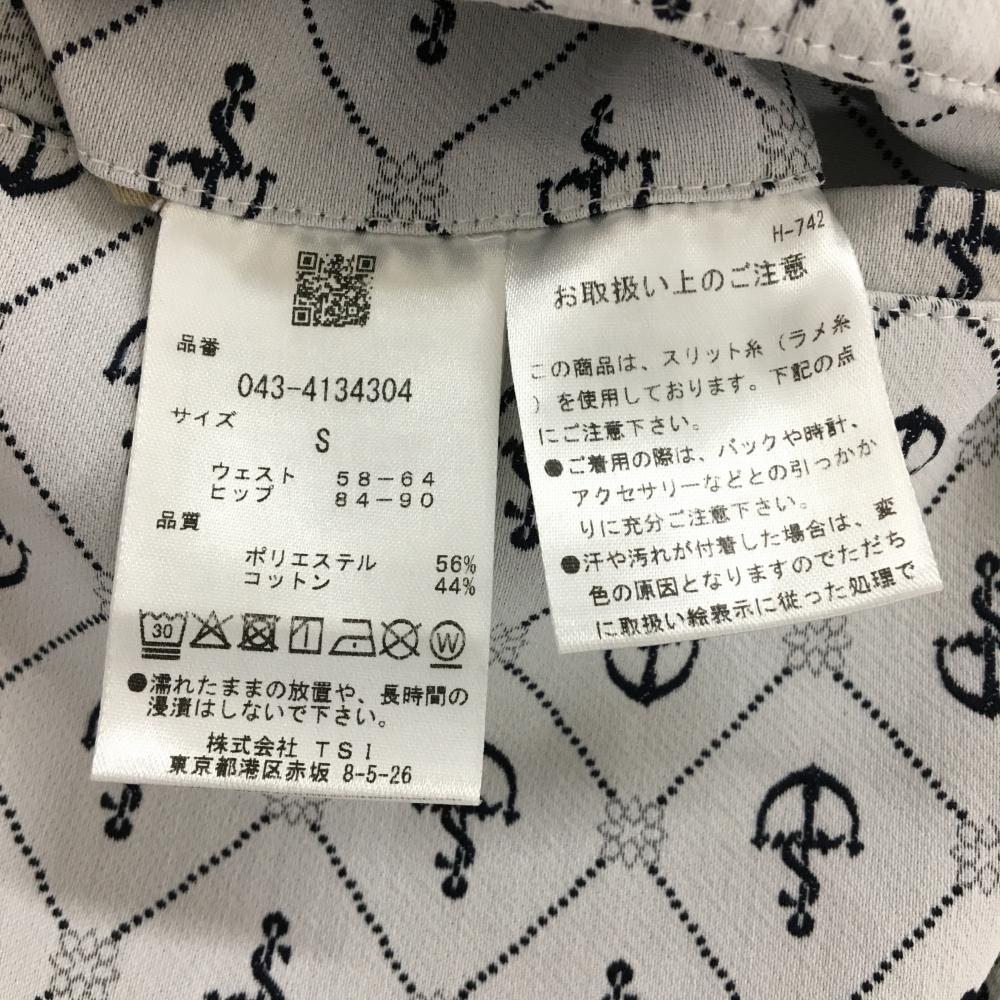 品番
043-4134304
サイズ
S
ウェスト 58-64
ヒップ 84-90
品質
ポリエステル 56%
コットン 44%
30
W
●濡れたままの放置や、長時間の
浸漬はしないで下さい。
株式会社 TSI
東京都港区赤坂 8-5-26
H-742
お取扱い上のご注意
この商品は、スリット糸(ラメ糸
)を使用しております。下記の点
にご注意下さい。
●ご着用の際は、バックや時計、
アクセサリーなどとの引っかか
りに充分ご注意下さい。
●汗や汚れが付着した場合は、変
色の原因となりますのでただち
に取扱い絵表示に従った処理で